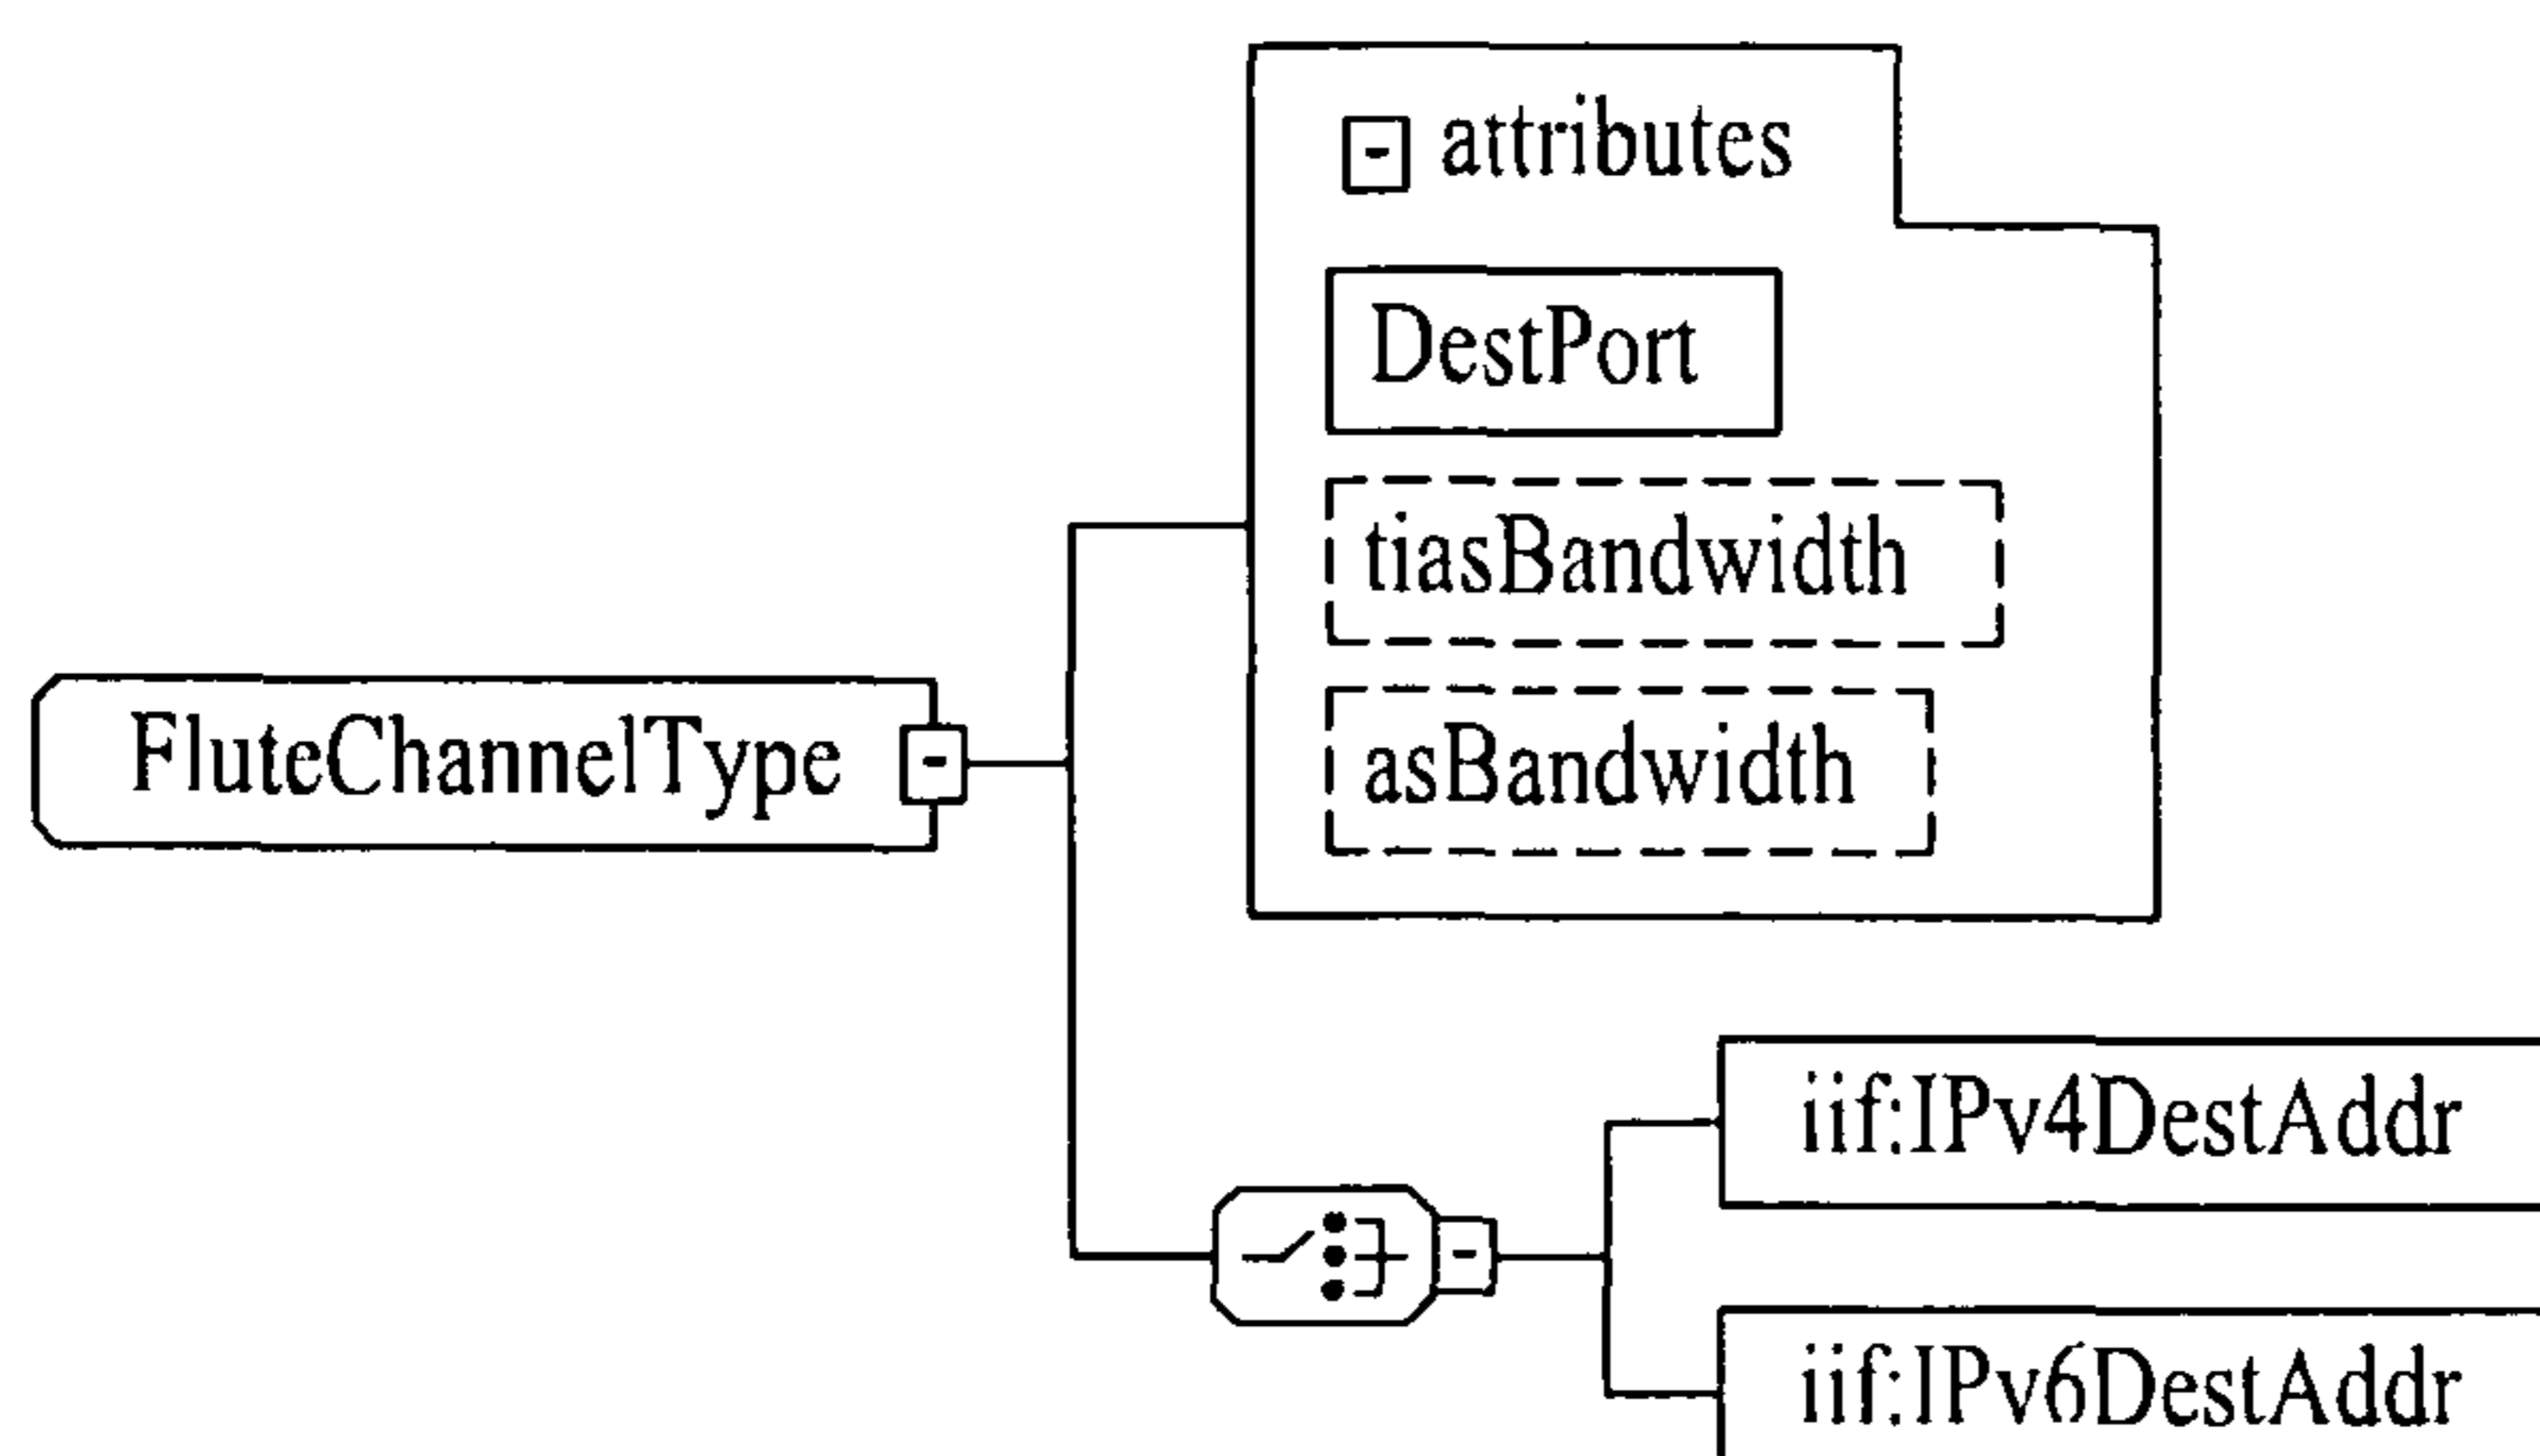 attributes
DestPort
tiasBandwidth
asBandwidth
FluteChannelType
iif:IPv4DestAddr
iif:IPv6DestAddr